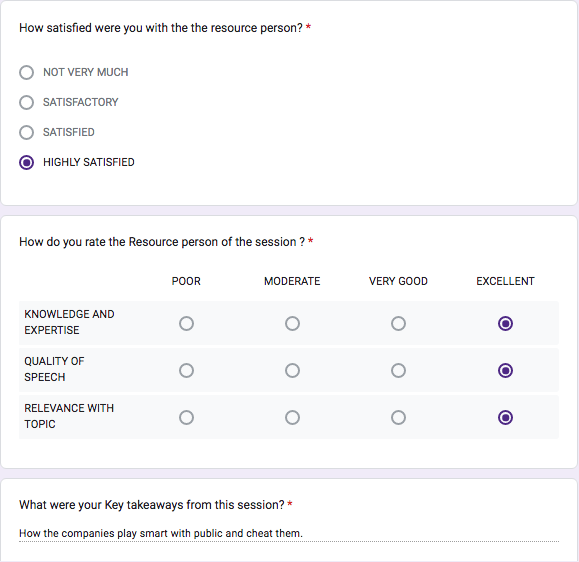 How satisfied were you with the the resource person? *
NOT VERY MUCH
SATISFACTORY
SATISFIED
HIGHLY SATISFIED
How do you rate the Resource person of the session ? *
POOR MODERATE VERY GOOD EXCELLENT
KNOWLEDGE AND
EXPERTISE
QUALITY OF
SPEECH
RELEVANCE WITH
TOPIC
What were your Key takeaways from this session? *
How the companies play smart with public and cheat them.